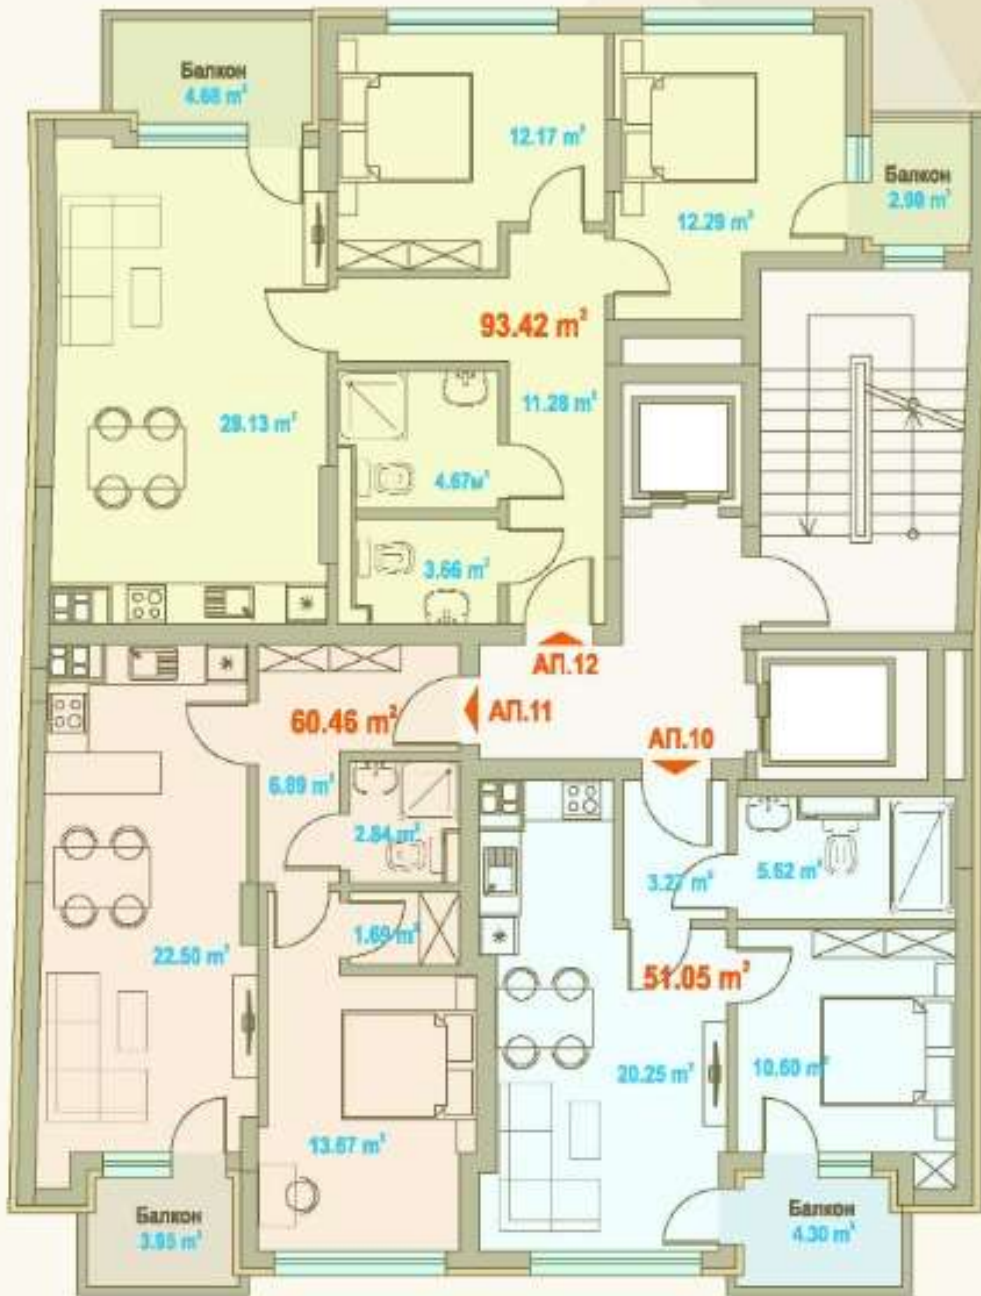 Балкон
4.68 m²
12.17 m²
12.29 m²
Балкон
2.98 m²
93.42 m²
11.28 m²
29.13 m²
4.67м²
3.66 m²
АП.12
АП.11
АП.10
60.46 m²
6.89 m²
2.84 m²
1.69 m²
22.50 m²
13.67 m²
Балкон
3.95 m²
3.27 m²
5.62 m²
51.05 m²
20.25 m²
10.60 m²
Балкон
4.30 m²